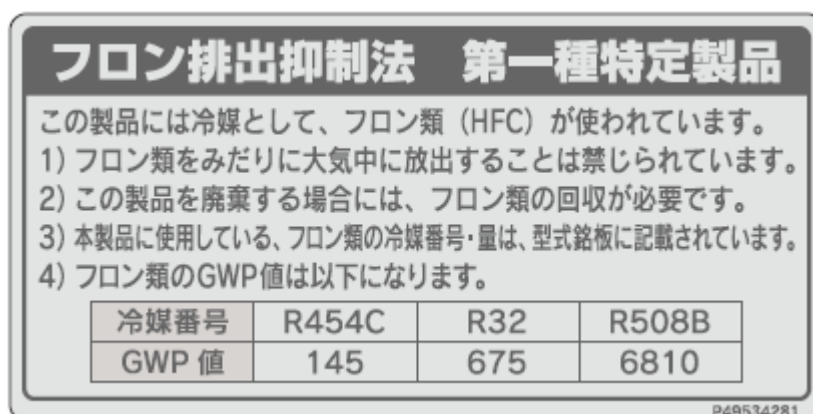 フロン排出抑制法　第一種特定製品
この製品には冷媒として、フロン類（HFC）が使われています。
1）フロン類をみだりに大気中に放出することは禁じられています。
2）この製品を廃棄する場合には、フロン類の回収が必要です。
3）本製品に使用している、フロン類の冷媒番号・量は、型式銘板に記載されています。
4）フロン類のGWP値は以下になります。
冷媒番号 R454C R32 R508B
GWP 値 145 675 6810
P49534281